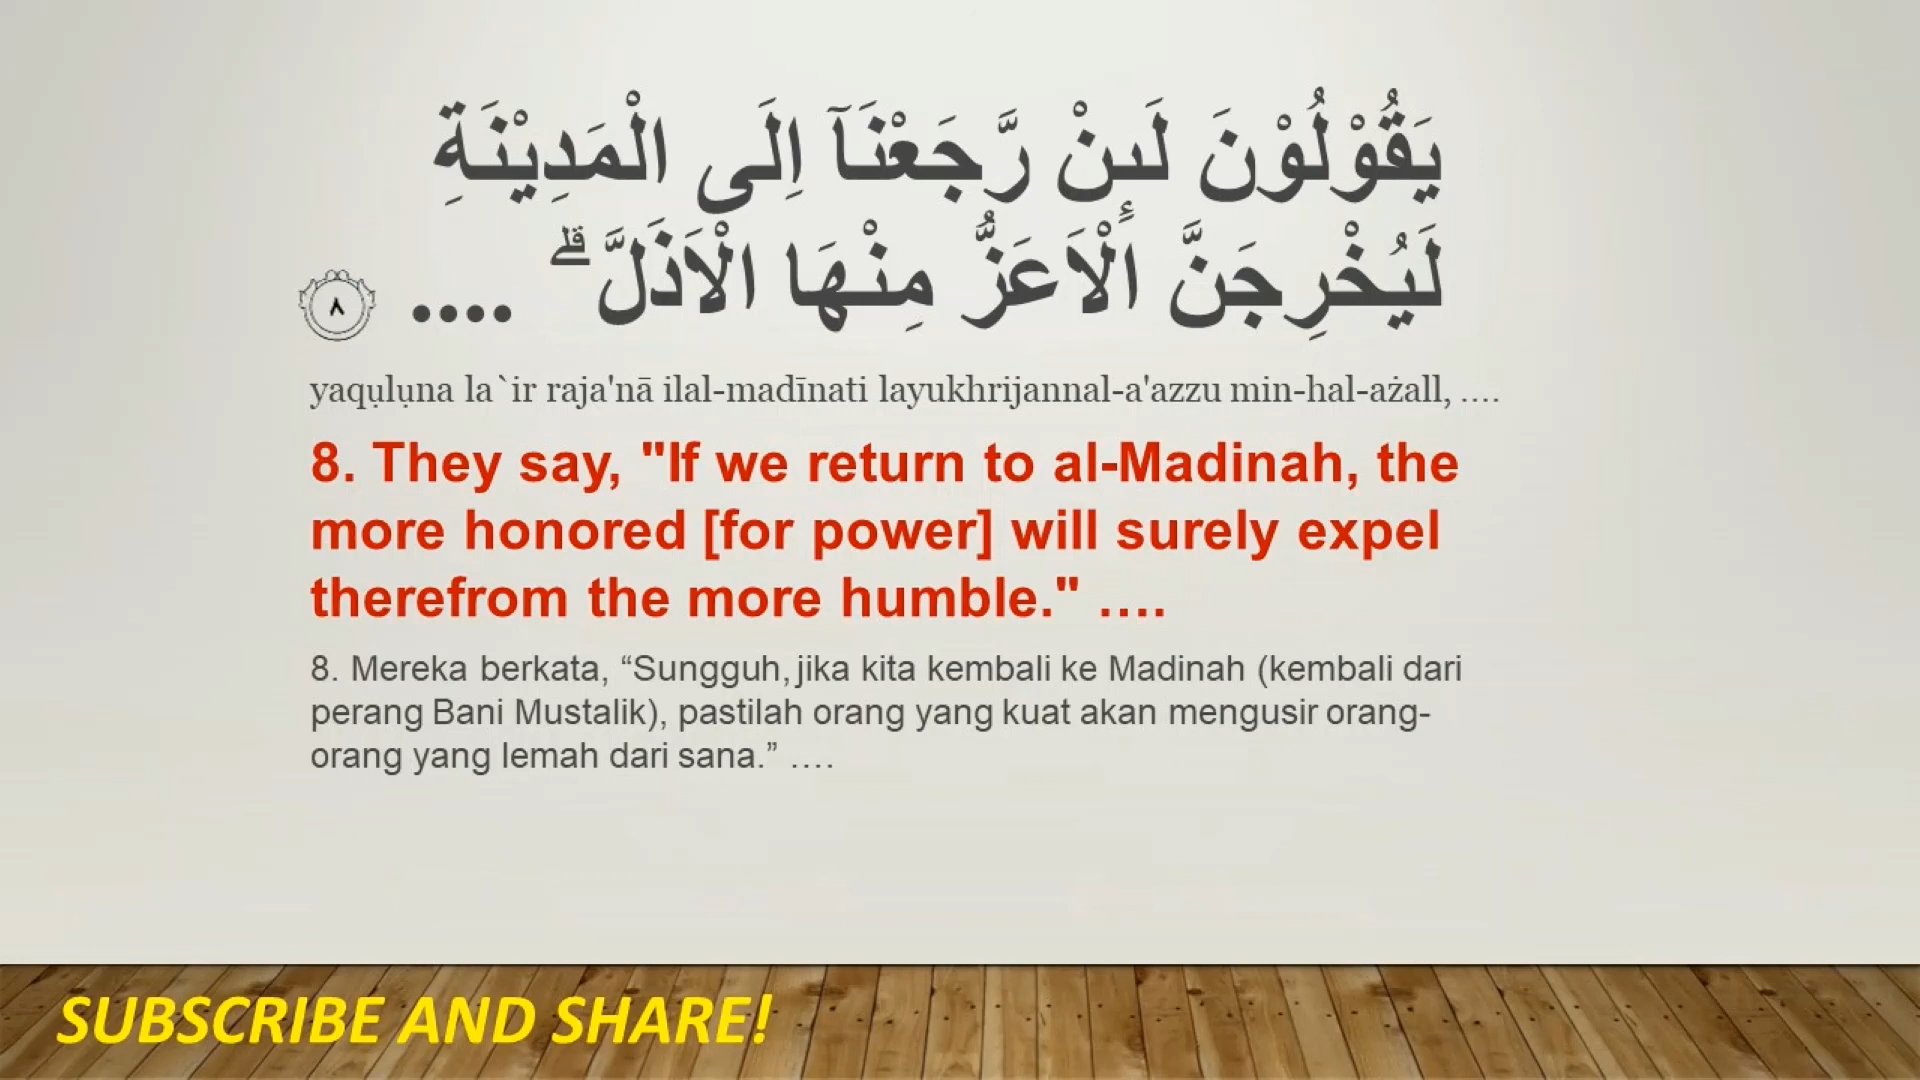 يَقُوْلُوْنَ لَىِٕنْ رَّجَعْنَآ اِلَى الْمَدِيْنَةِ
لَيُخْرِجَنَّ الْاَعَزُّ مِنْهَا الْاَذَلَّ ۗ .... ٨
yaqụlụna la`ir raja'nā ilal-madīnati layukhrijannal-a'azzu min-hal-ażall, ....
8. They say, "If we return to al-Madinah, the
more honored [for power] will surely expel
therefrom the more humble." ....
8. Mereka berkata, “Sungguh, jika kita kembali ke Madinah (kembali dari
perang Bani Mustalik), pastilah orang yang kuat akan mengusir orang-
orang yang lemah dari sana.” ....
SUBSCRIBE AND SHARE!